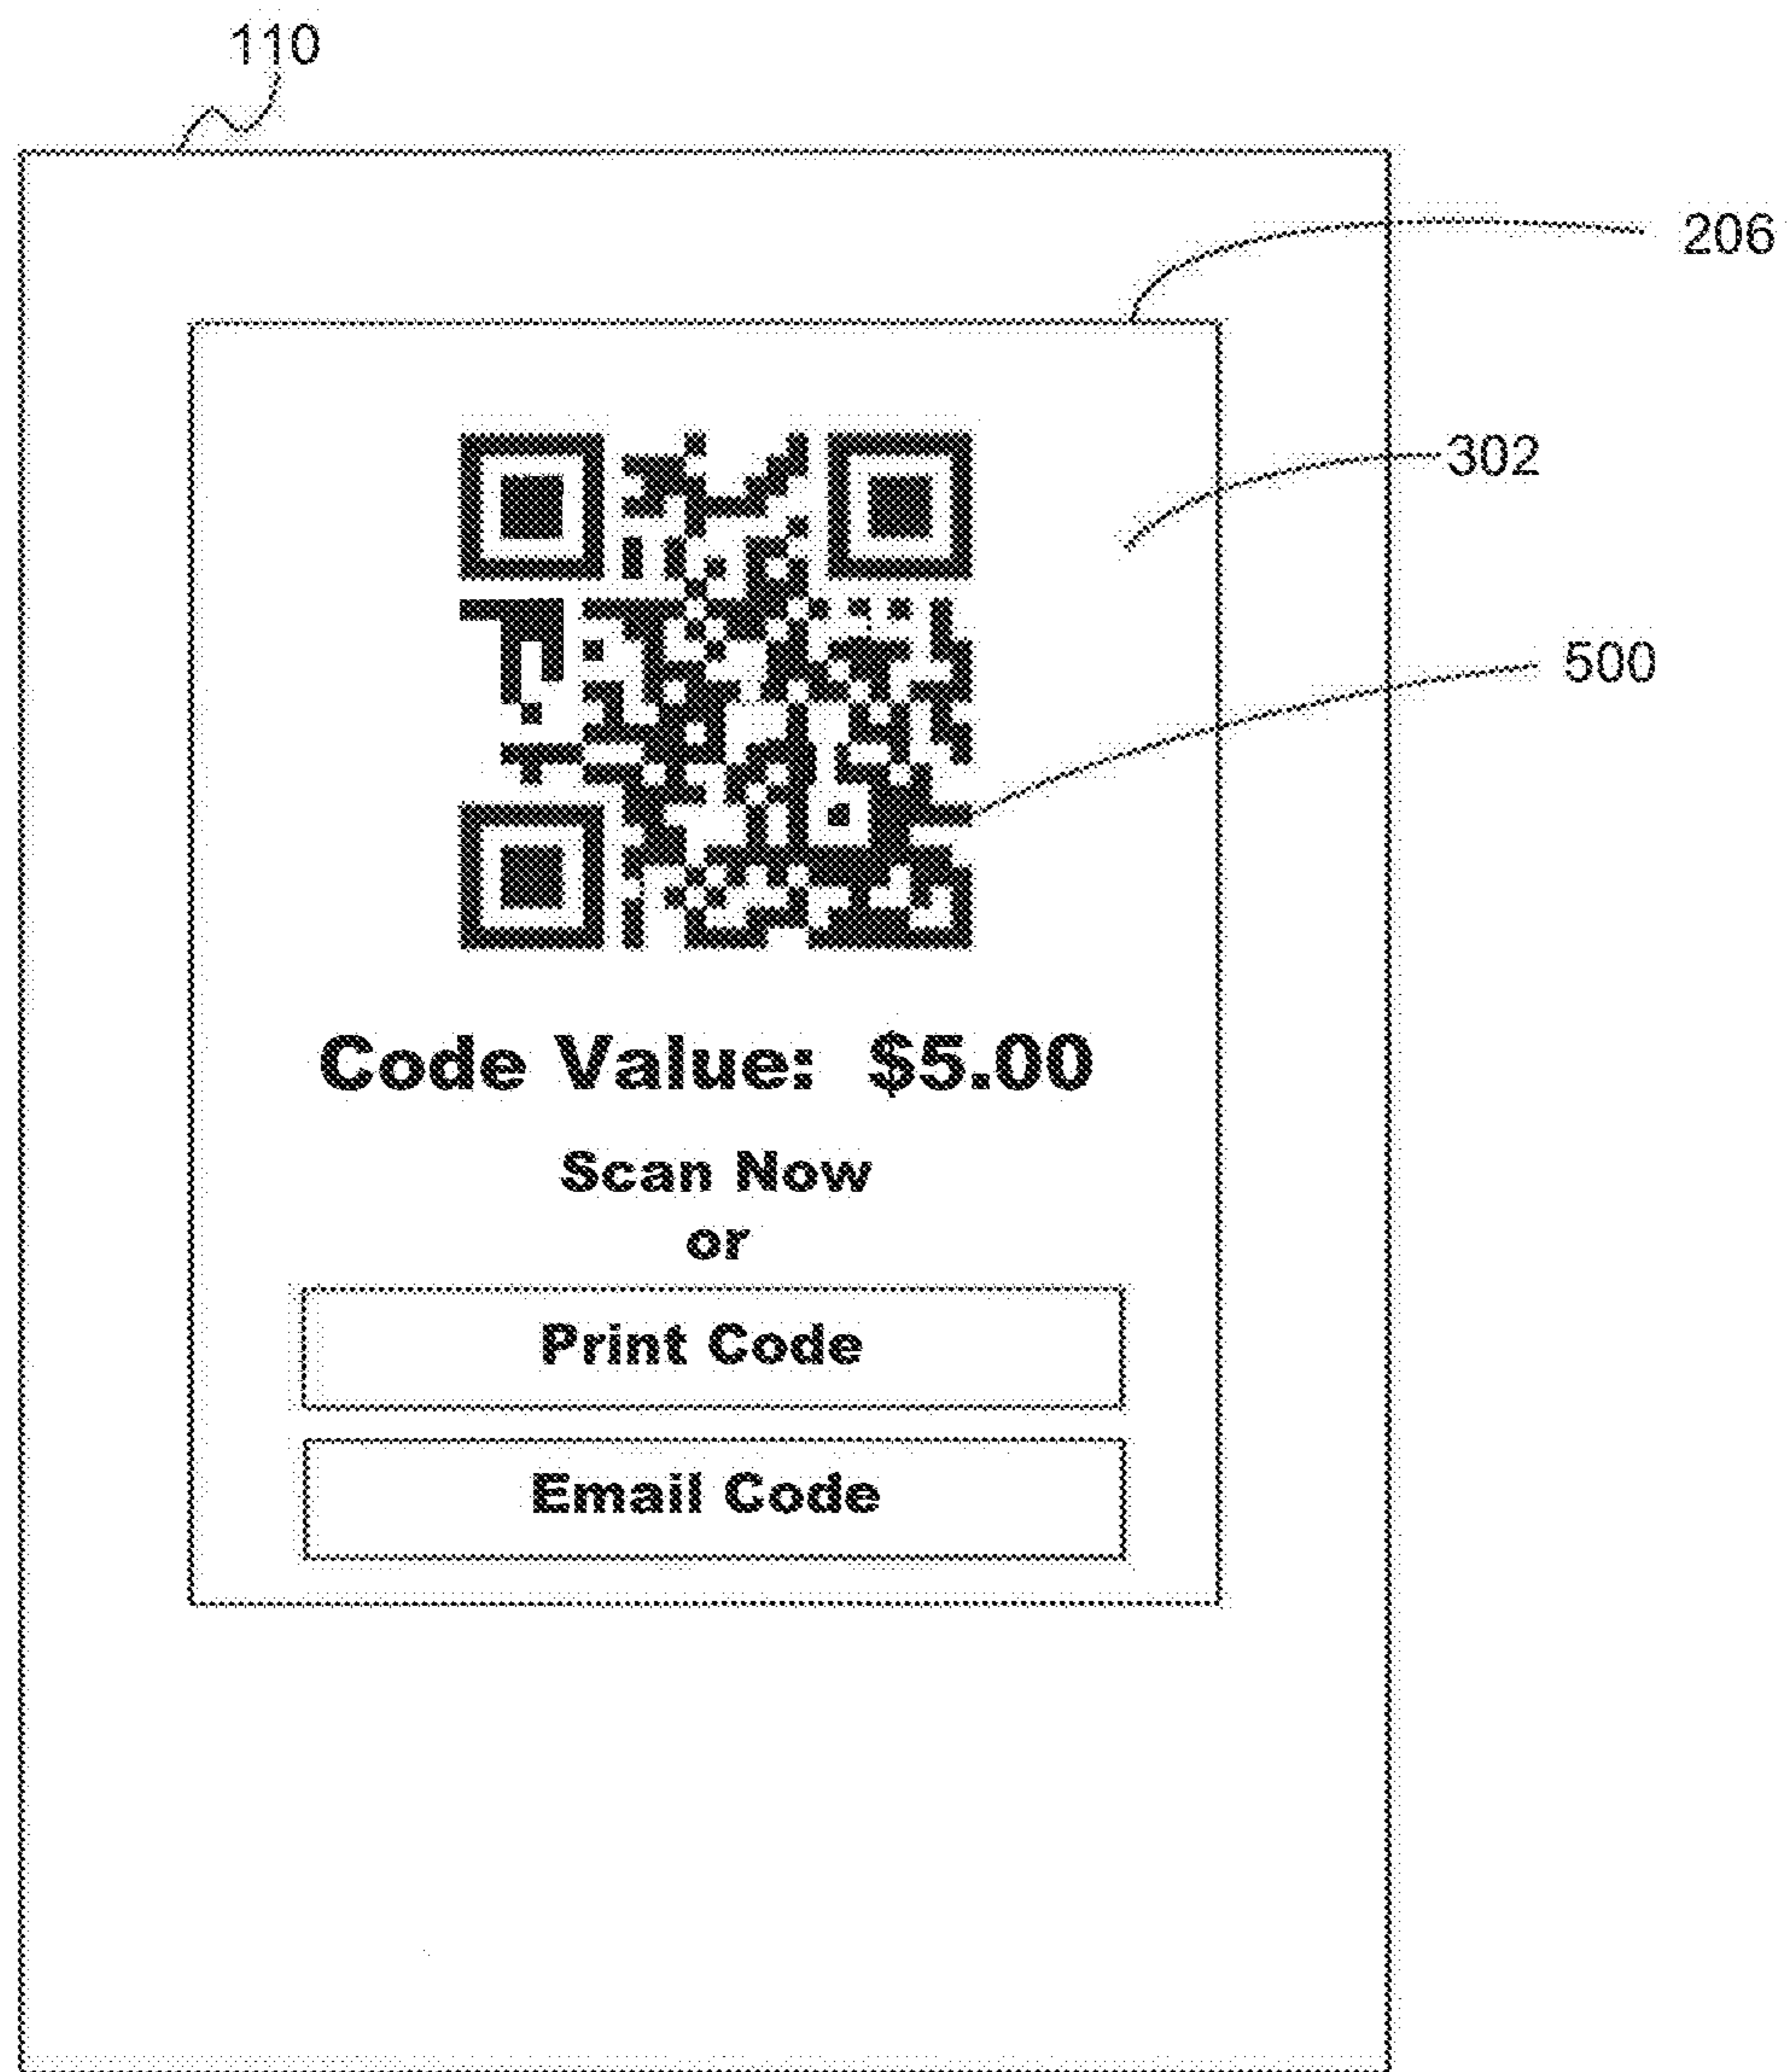 110
206
302
500
Code Value: $5.00
Scan Now
or
Print Code
Email Code